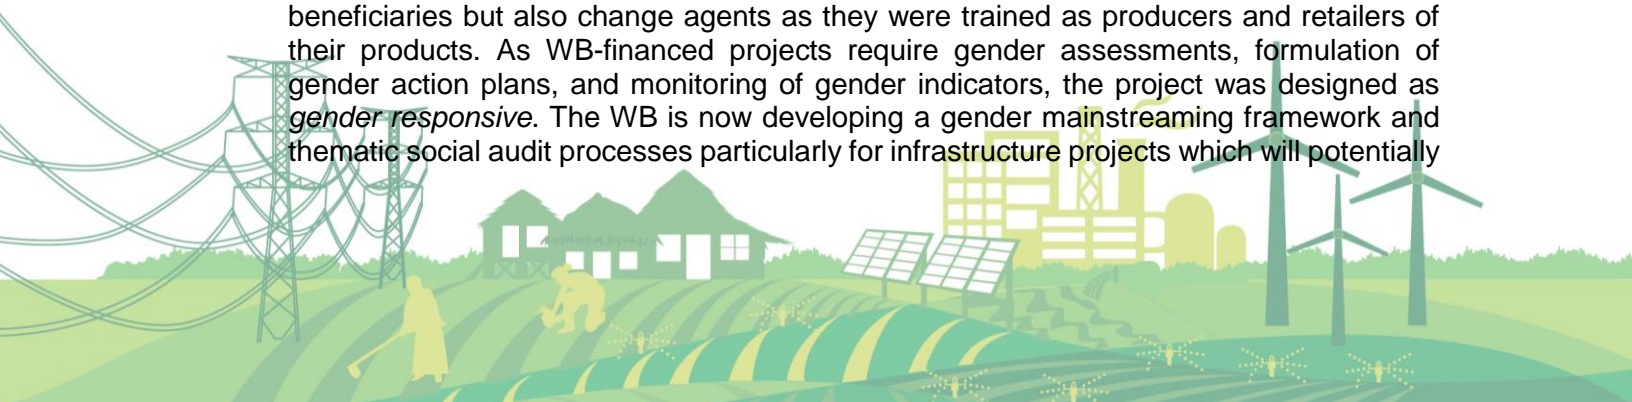 beneficiaries but also change agents as they were trained as producers and retailers of
their products. As WB-financed projects require gender assessments, formulation of
gender action plans, and monitoring of gender indicators, the project was designed as
gender responsive. The WB is now developing a gender mainstreaming framework and
thematic social audit processes particularly for infrastructure projects which will potentially